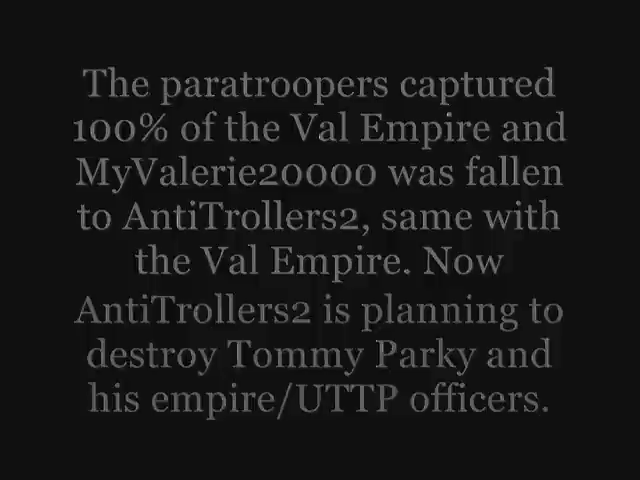 The paratroopers captured
100% of the Val Empire and
MyValerie20000 was fallen
to AntiTrollers2, same with
the Val Empire. Now
AntiTrollers2 is planning to
destroy Tommy Parky and
his empire/UTTP officers.